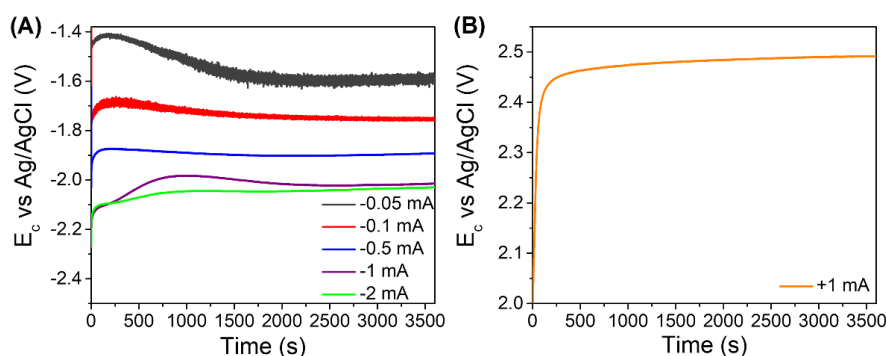 (A)
E_c vs Ag/AgCl (V)
-1.4
-1.6
-1.8
-2.0
-2.2
-2.4
-0.05 mA
-0.1 mA
-0.5 mA
-1 mA
-2 mA
0 500 1000 1500 2000 2500 3000 3500
Time (s)
(B)
E_c vs Ag/AgCl (V)
2.5
2.4
2.3
2.2
2.1
2.0
+1 mA
0 500 1000 1500 2000 2500 3000 3500
Time (s)